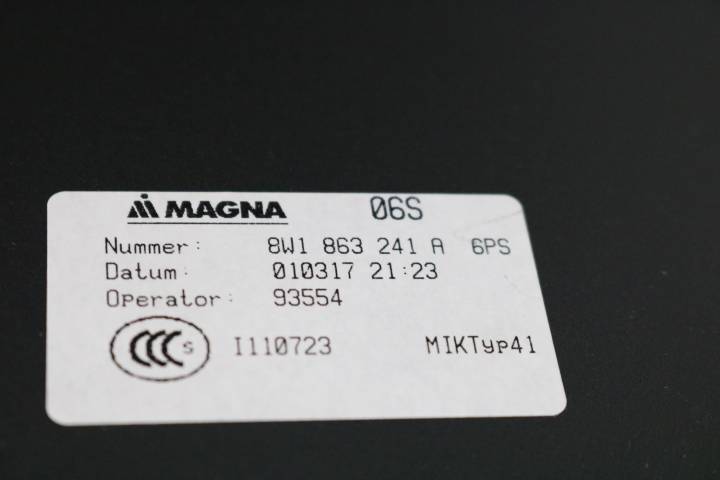 MAGNA 06S
Nummer: 8W1 863 241 A 6PS
Datum: 010317 21:23
Operator: 93554
CCC S I110723 MIKTyp41